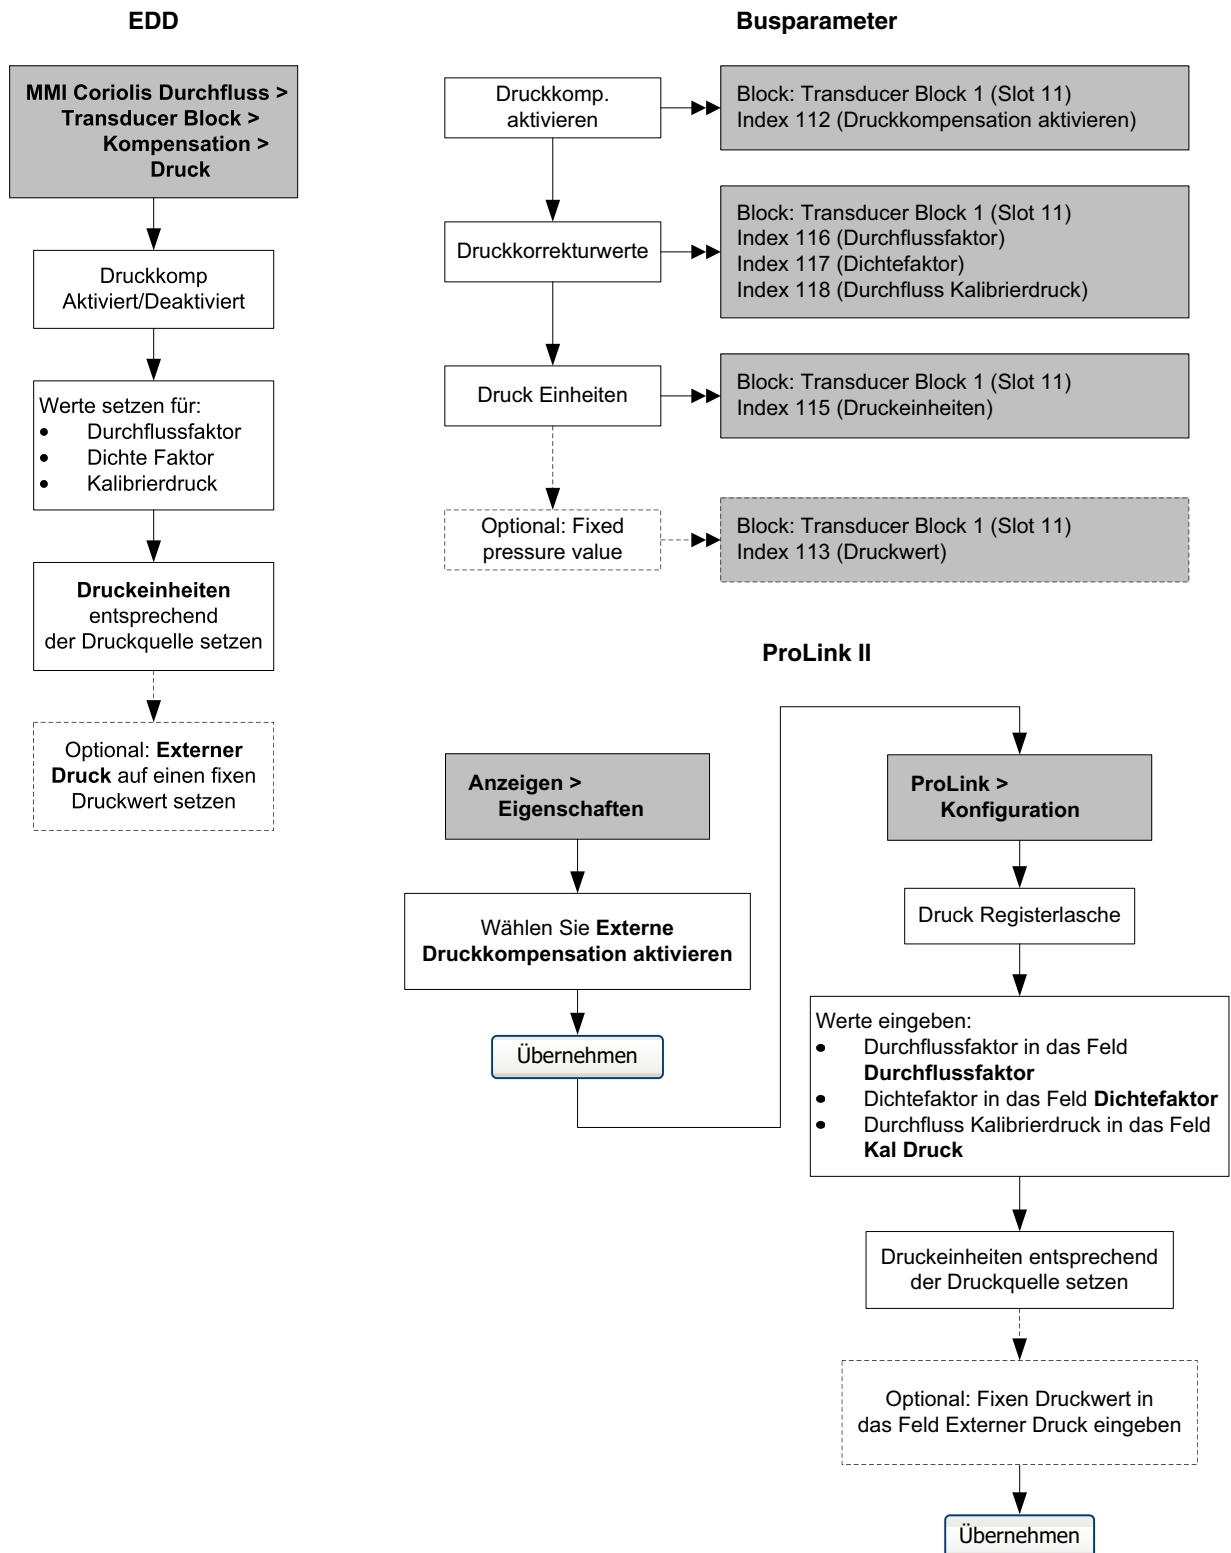 EDD
MMI Coriolis Durchfluss >
Transducer Block >
Kompensation >
Druck
Druckkomp
Aktiviert/Deaktiviert
Werte setzen für:
• Durchflussfaktor
• Dichte Faktor
• Kalibrierdruck
Druckeinheiten
entsprechend
der Druckquelle setzen
Optional: Externer
Druck auf einen fixen
Druckwert setzen
Busparameter
Druckkomp.
aktivieren
Block: Transducer Block 1 (Slot 11)
Index 112 (Druckkompensation aktivieren)
Druckkorrekturwerte
Block: Transducer Block 1 (Slot 11)
Index 116 (Durchflussfaktor)
Index 117 (Dichtefaktor)
Index 118 (Durchfluss Kalibrierdruck)
Druck Einheiten
Block: Transducer Block 1 (Slot 11)
Index 115 (Druckeinheiten)
Optional: Fixed
pressure value
Block: Transducer Block 1 (Slot 11)
Index 113 (Druckwert)
ProLink II
Anzeigen >
Eigenschaften
Wählen Sie Externe
Druckkompensation aktivieren
Übernehmen
ProLink >
Konfiguration
Druck Registerlasche
Werte eingeben:
• Durchflussfaktor in das Feld
Durchflussfaktor
• Dichtefaktor in das Feld Dichtefaktor
• Durchfluss Kalibrierdruck in das Feld
Kal Druck
Druckeinheiten entsprechend
der Druckquelle setzen
Optional: Fixen Druckwert in
das Feld Externer Druck eingeben
Übernehmen